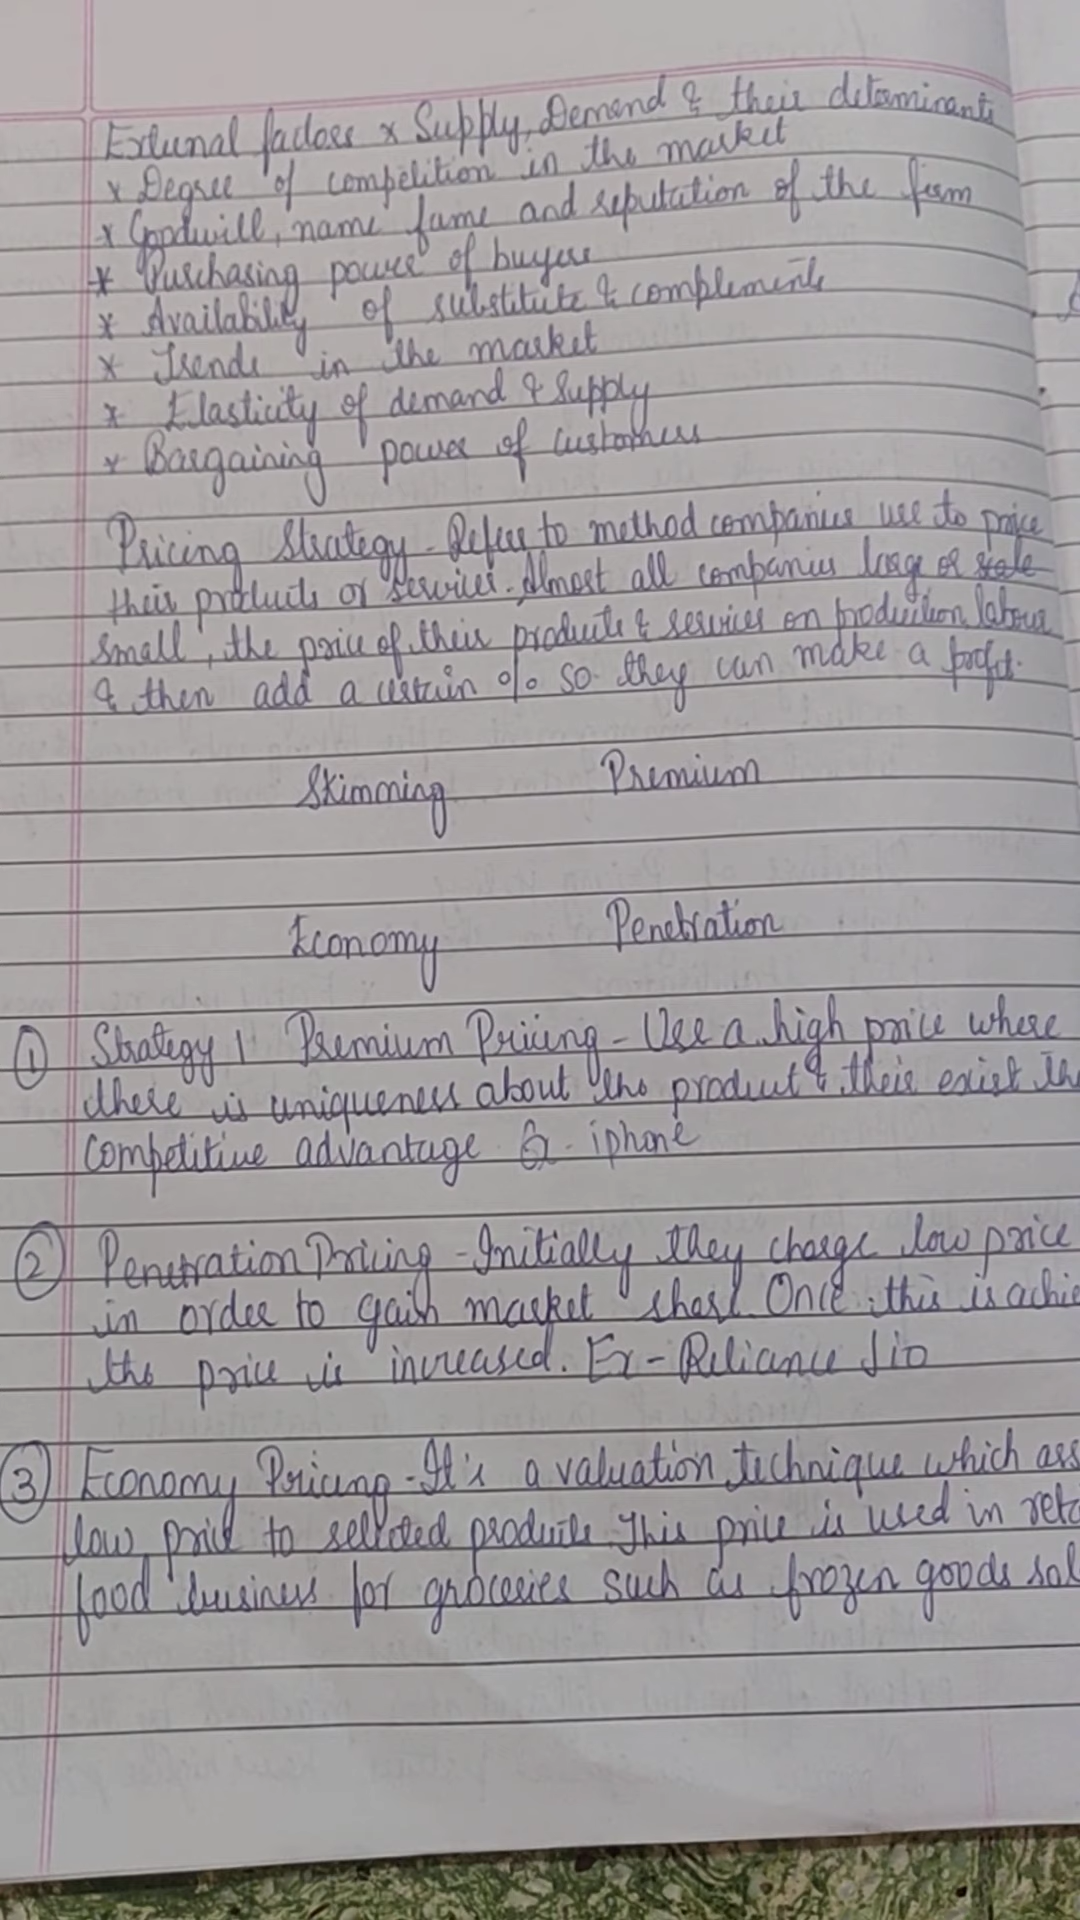 External factors x Supply, Demand & their determinants
x Degree of competition in the market
x Goodwill, name fame and reputation of the firm
* Purchasing power of buyers
x Availability of substitute & complements
x Trends in the market
x Elasticity of demand & supply
x Bargaining power of customers
Pricing Strategy - Refers to method companies use to price
their products or services. Almost all companies large or
small, the price of their products & services on production labour
& then add a certain % so they can make a profit.
Skimming Premium
Economy Penetration
① Strategy 1 Premium Pricing - Use a high price where
there is uniqueness about the product & their exist
competitive advantage Ex - iphone
② Penetration Pricing - Initially they charge low price
in order to gain market share Once this is achie
the price is increased. Ex - Reliance Jio
③ Economy Pricing - It's a valuation technique which ass
low price to selected products. This price is used in reta
food business for groceries such as frozen goods sol